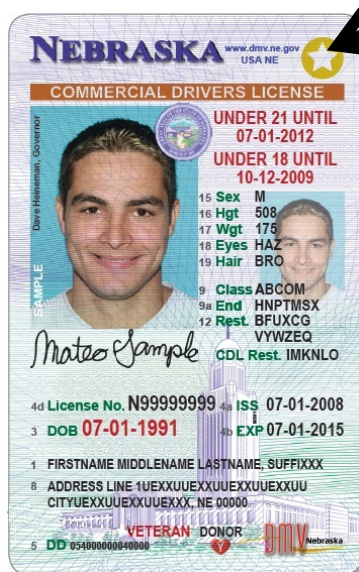 NEBRASKA www.dmv.ne.gov
USA NE
COMMERCIAL DRIVERS LICENSE
Dave Heineman, Governor
SAMPLE
UNDER 21 UNTIL
07-01-2012
UNDER 18 UNTIL
10-12-2009
15 Sex M
16 Hgt 508
17 Wgt 175
18 Eyes HAZ
19 Hair BRO
9 Class ABCOM
9a End HNPTMSX
12 Rest. BFUXCG
VYWZEQ
CDL Rest. IMKNLO
Mateo Sample
4d License No. N99999999 4a ISS 07-01-2008
3 DOB 07-01-1991 4b EXP 07-01-2015
1 FIRSTNAME MIDDLENAME LASTNAME, SUFFIXXX
8 ADDRESS LINE 1UEXXUUEXXUUEXXUUEXXUU
CITYUEXXUUEXXUUEXXX, NE 00000
VETERAN DONOR
5 DD 054000000040000
DMV Nebraska